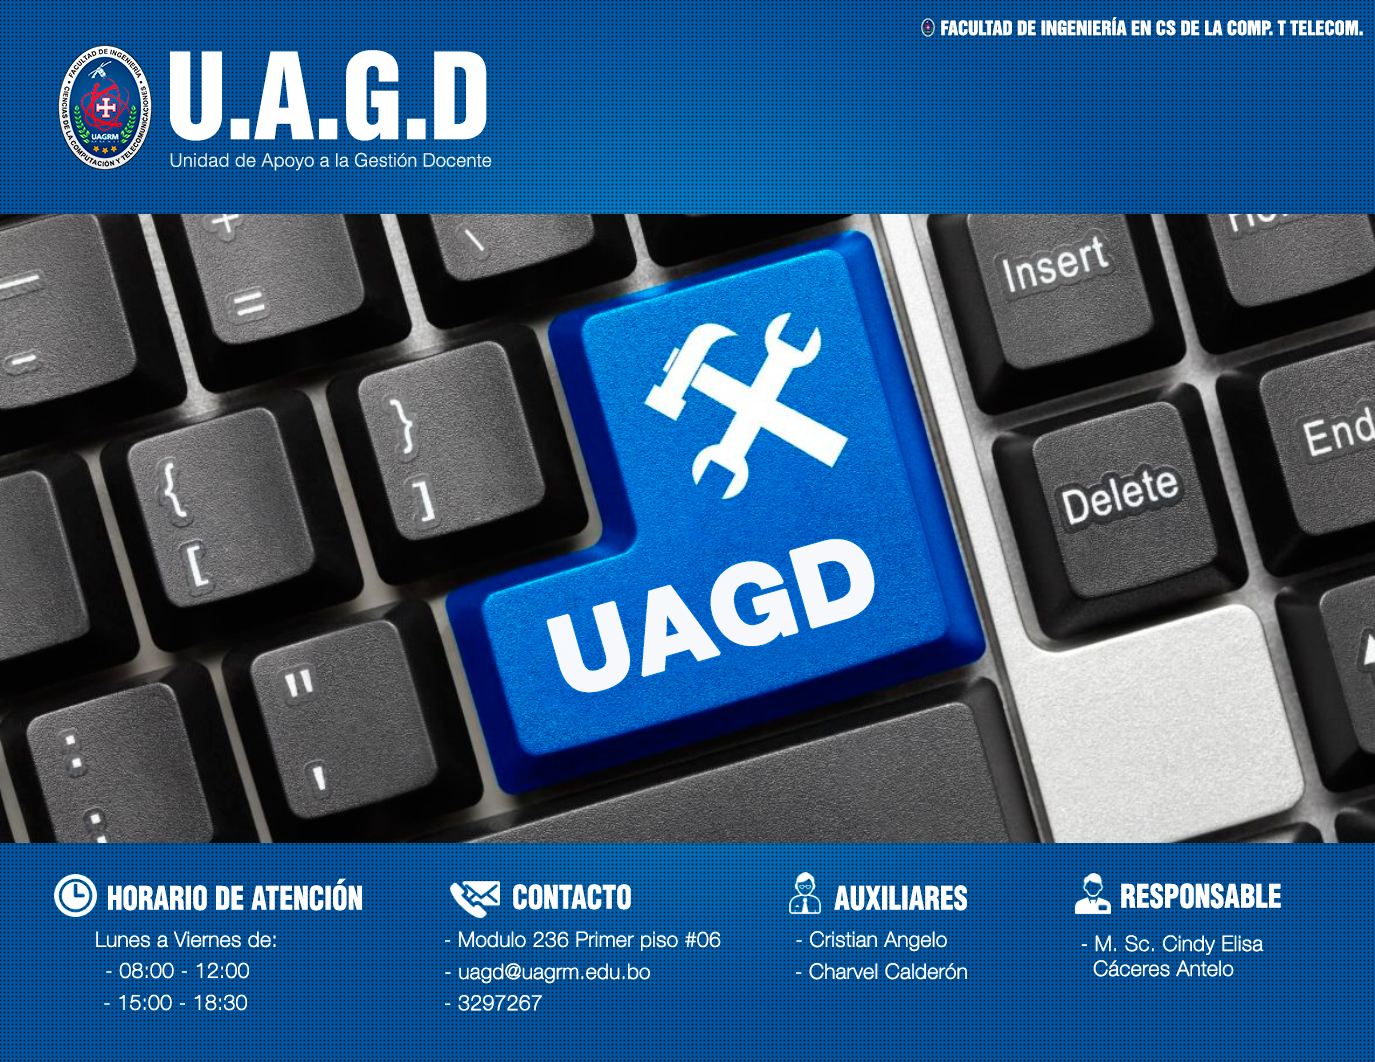 FACULTAD DE INGENIERÍA EN CS DE LA COMP. T TELECOM.
FACULTAD DE INGENIERÍA
CIENCIAS DE LA COMPUTACIÓN Y TELECOMUNICACIONES
UAGRM
U.A.G.D
Unidad de Apoyo a la Gestión Docente
+
=
\
Insert
—
-
}
]
{
[
End
Delete
UAGD
"
'
:
;
HORARIO DE ATENCIÓN
Lunes a Viernes de:
- 08:00 - 12:00
- 15:00 - 18:30
CONTACTO
- Modulo 236 Primer piso #06
- uagd@uagrm.edu.bo
- 3297267
AUXILIARES
- Cristian Angelo
- Charvel Calderón
RESPONSABLE
- M. Sc. Cindy Elisa
Cáceres Antelo